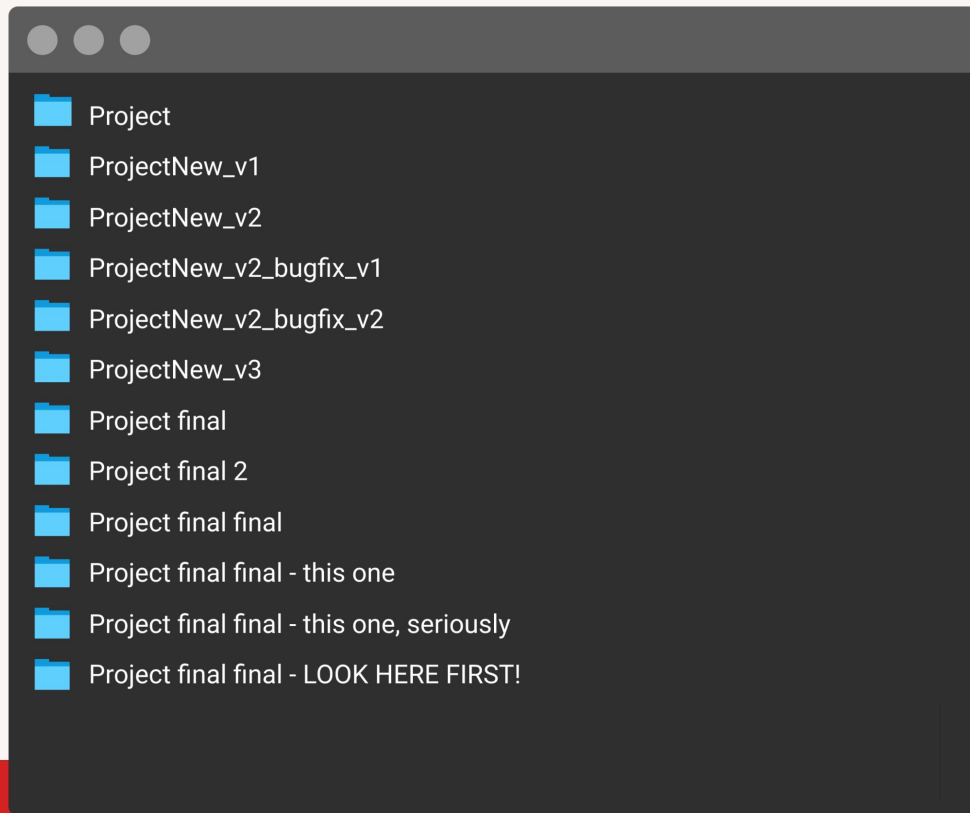 Project
ProjectNew_v1
ProjectNew_v2
ProjectNew_v2_bugfix_v1
ProjectNew_v2_bugfix_v2
ProjectNew_v3
Project final
Project final 2
Project final final
Project final final - this one
Project final final - this one, seriously
Project final final - LOOK HERE FIRST!